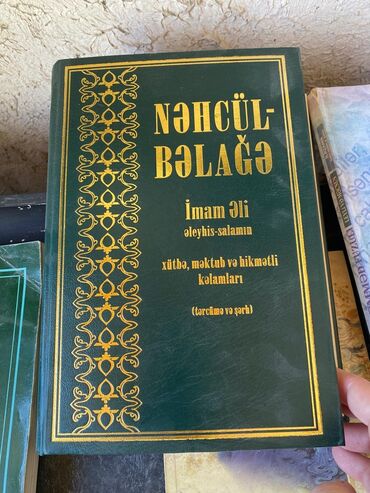 NƏHCÜL-
BƏLAĞƏ
İmam Əli
əleyhis-salamın
xütbə, məktub və hikmətli
kəlamları
(tərcümə və şərh)